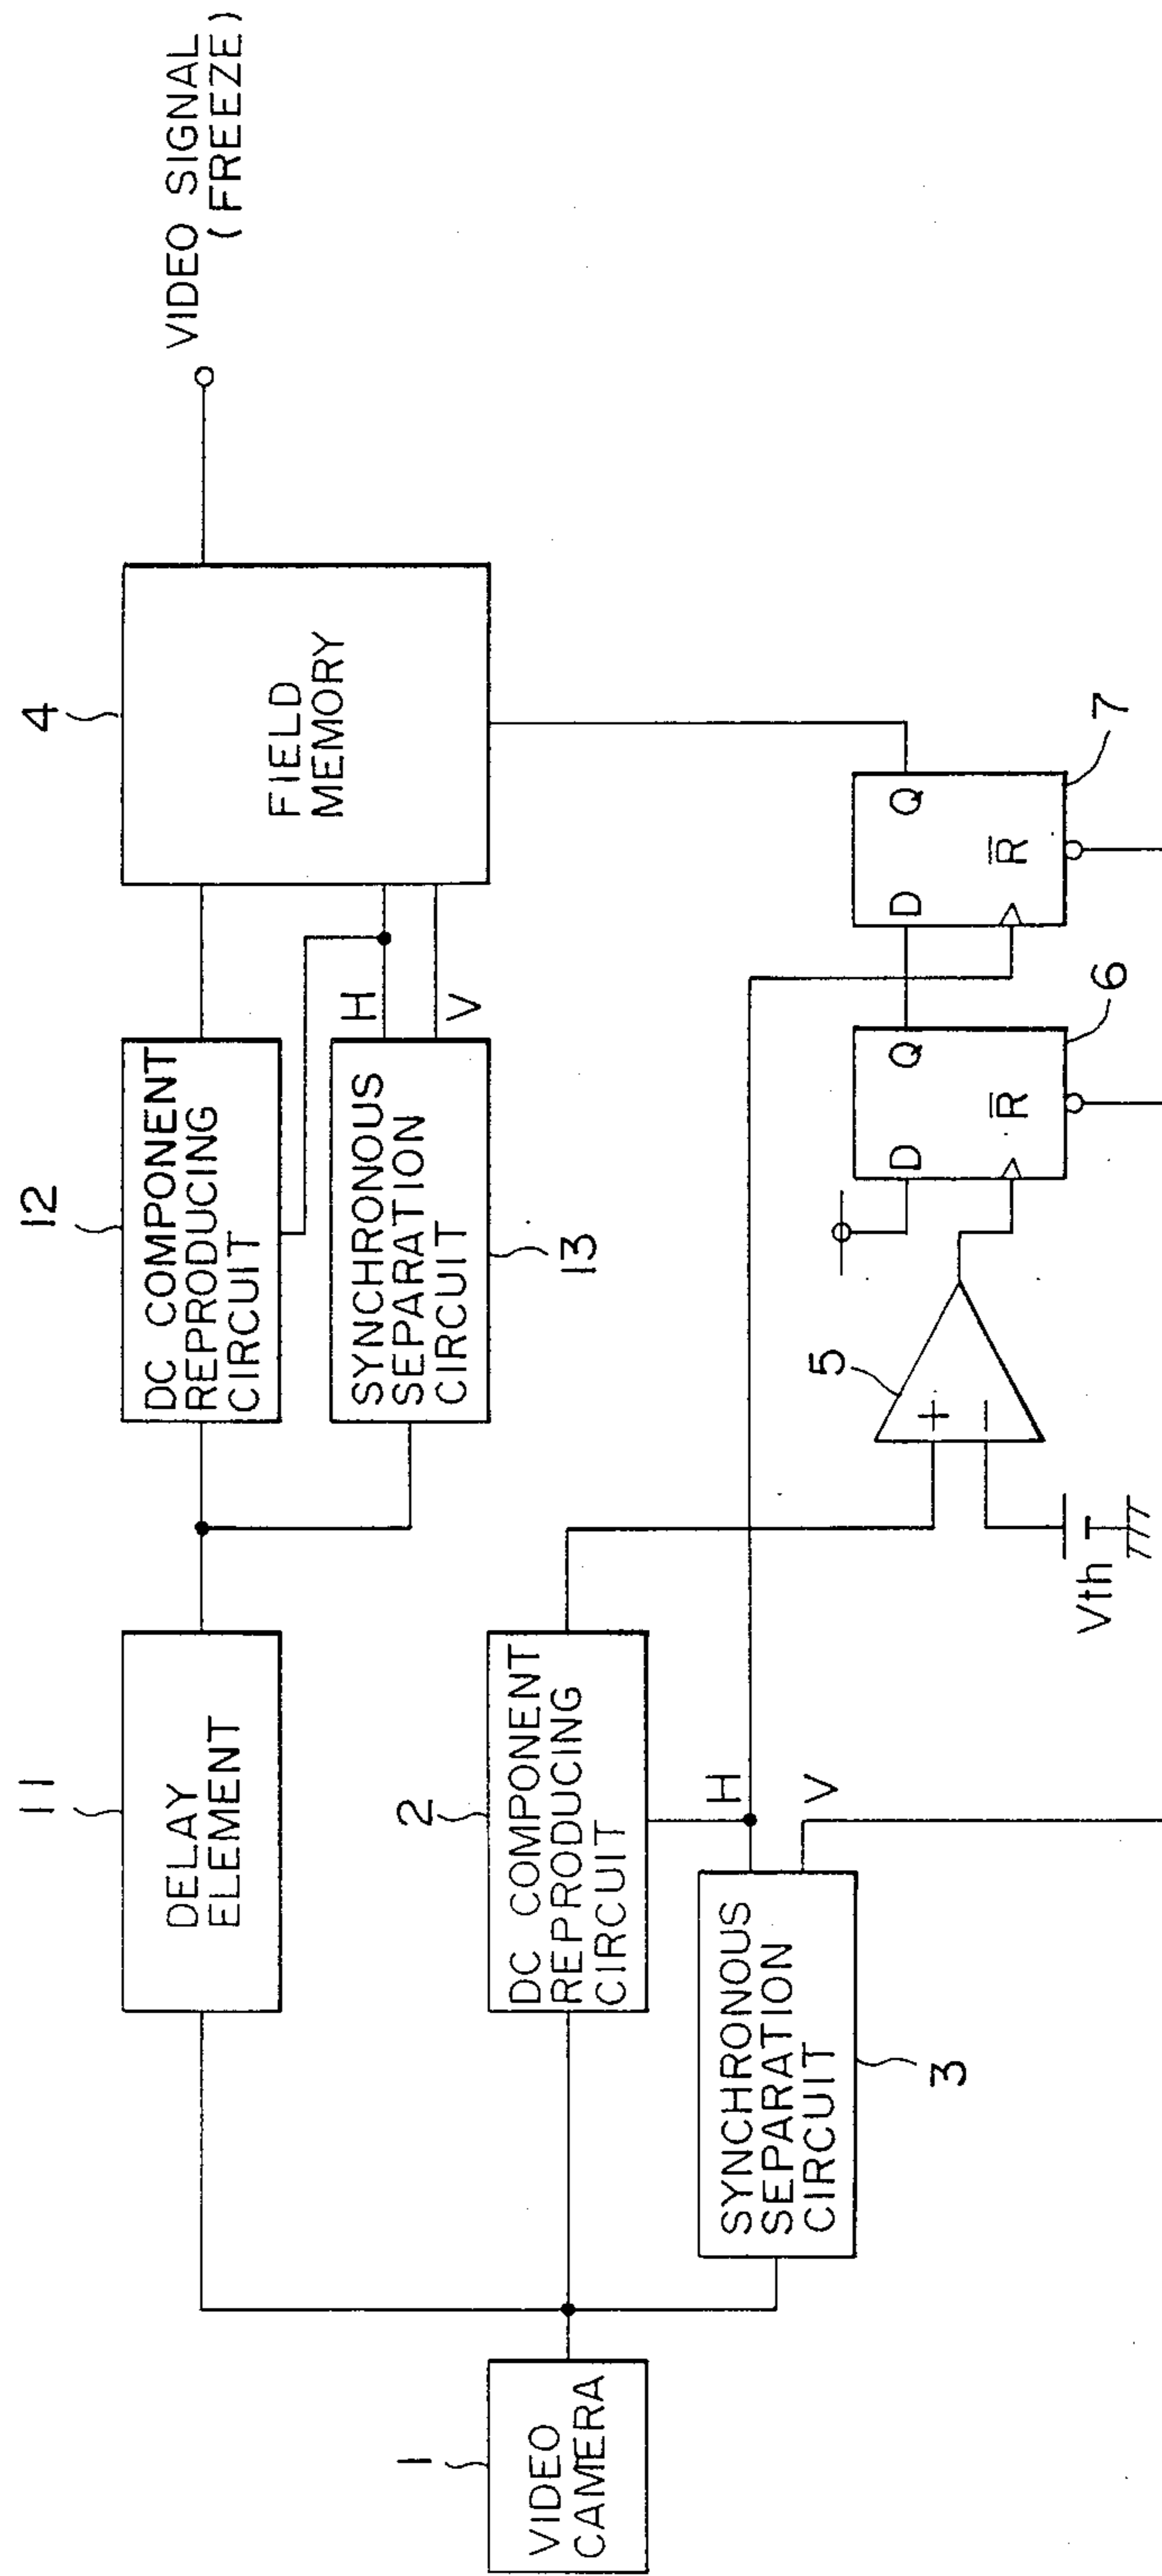 11
DELAY
ELEMENT
12
DC COMPONENT
REPRODUCING
CIRCUIT
H
V
SYNCHRONOUS
SEPARATION
CIRCUIT
13
4
FIELD
MEMORY
VIDEO SIGNAL
(FREEZE)
1
VIDEO
CAMERA
2
DC COMPONENT
REPRODUCING
CIRCUIT
H
V
SYNCHRONOUS
SEPARATION
CIRCUIT
3
Vth
5
+
−
D
Q
R̅
6
D
Q
R̅
7